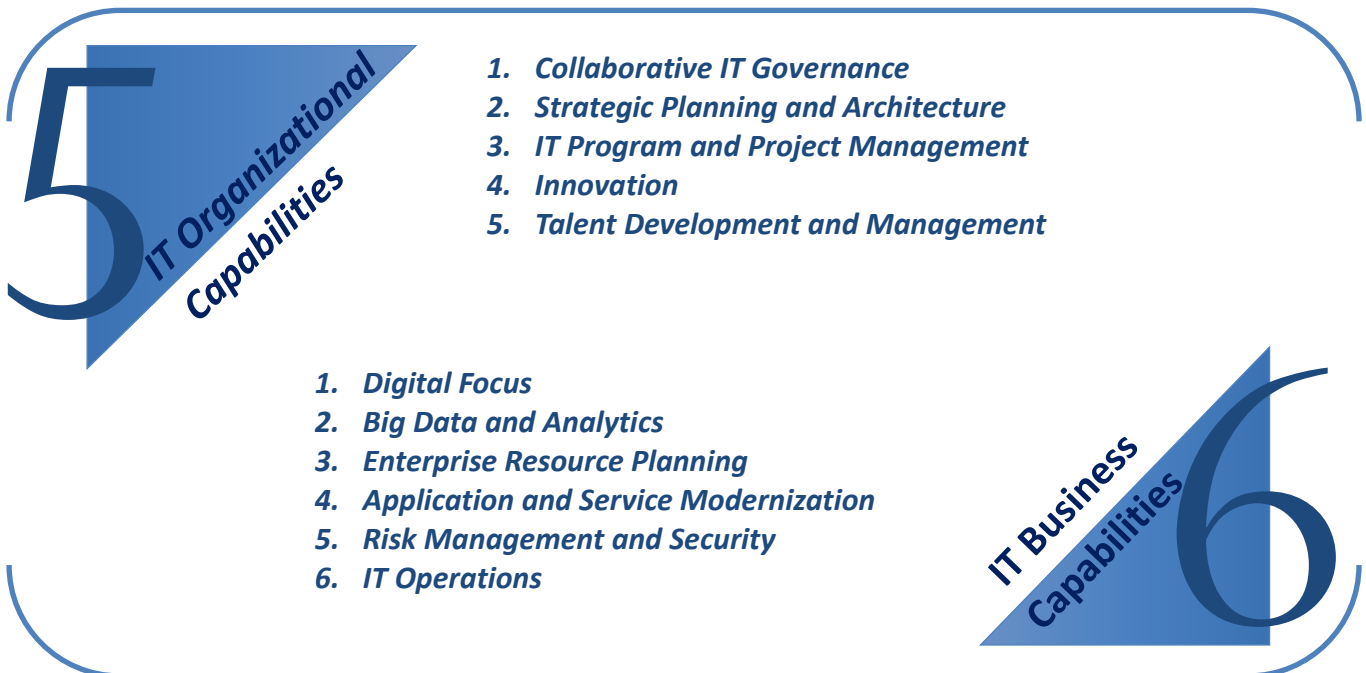 5
IT Organizational
Capabilities
1. Collaborative IT Governance
2. Strategic Planning and Architecture
3. IT Program and Project Management
4. Innovation
5. Talent Development and Management
1. Digital Focus
2. Big Data and Analytics
3. Enterprise Resource Planning
4. Application and Service Modernization
5. Risk Management and Security
6. IT Operations
6
IT Business
Capabilities